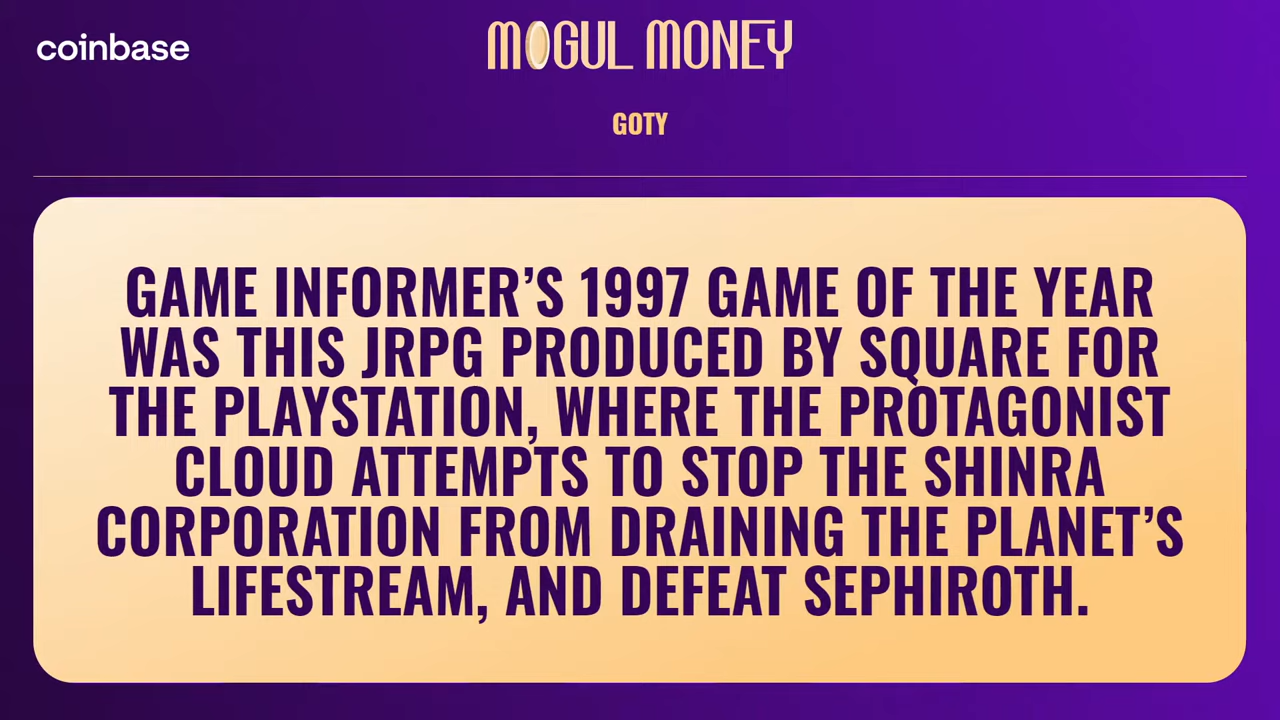 coinbase
MOGUL MONEY
GOTY
GAME INFORMER’S 1997 GAME OF THE YEAR
WAS THIS JRPG PRODUCED BY SQUARE FOR
THE PLAYSTATION, WHERE THE PROTAGONIST
CLOUD ATTEMPTS TO STOP THE SHINRA
CORPORATION FROM DRAINING THE PLANET’S
LIFESTREAM, AND DEFEAT SEPHIROTH.